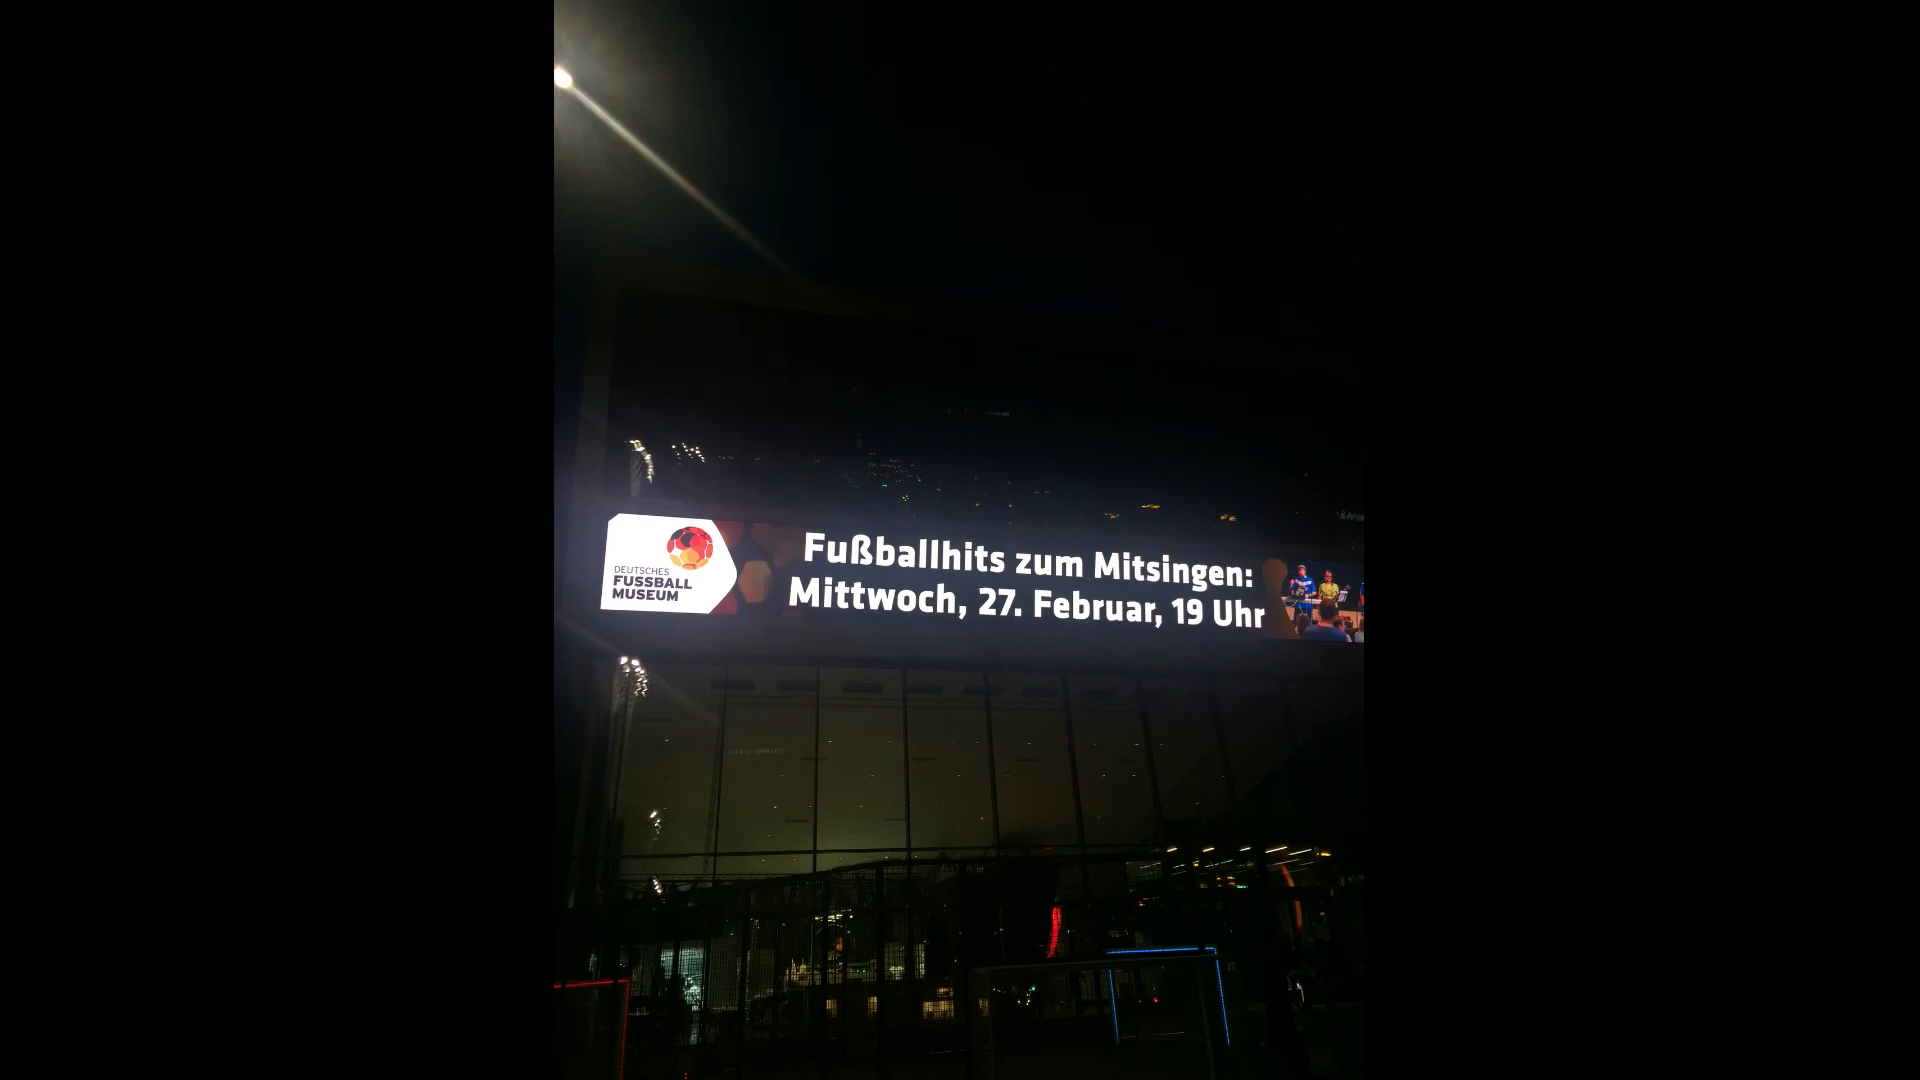 DEUTSCHES
FUSSBALL
MUSEUM
Fußballhits zum Mitsingen:
Mittwoch, 27. Februar, 19 Uhr